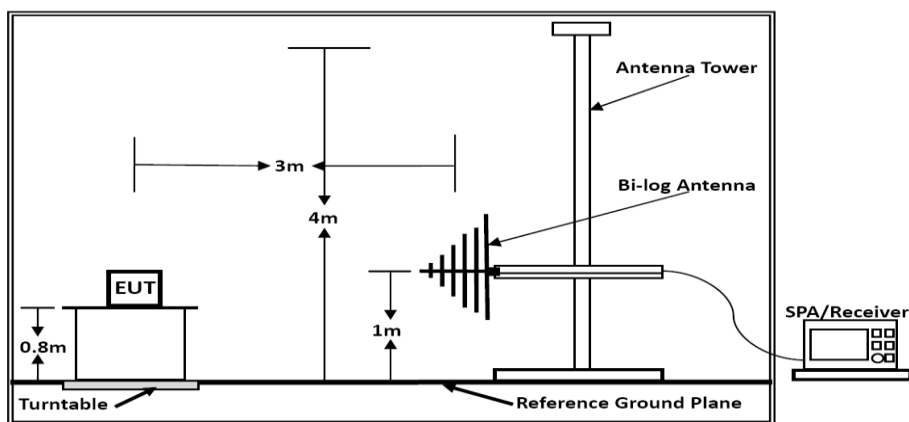 Antenna Tower
3m
Bi-log Antenna
4m
EUT
SPA/Receiver
1m
0.8m
Turntable
Reference Ground Plane